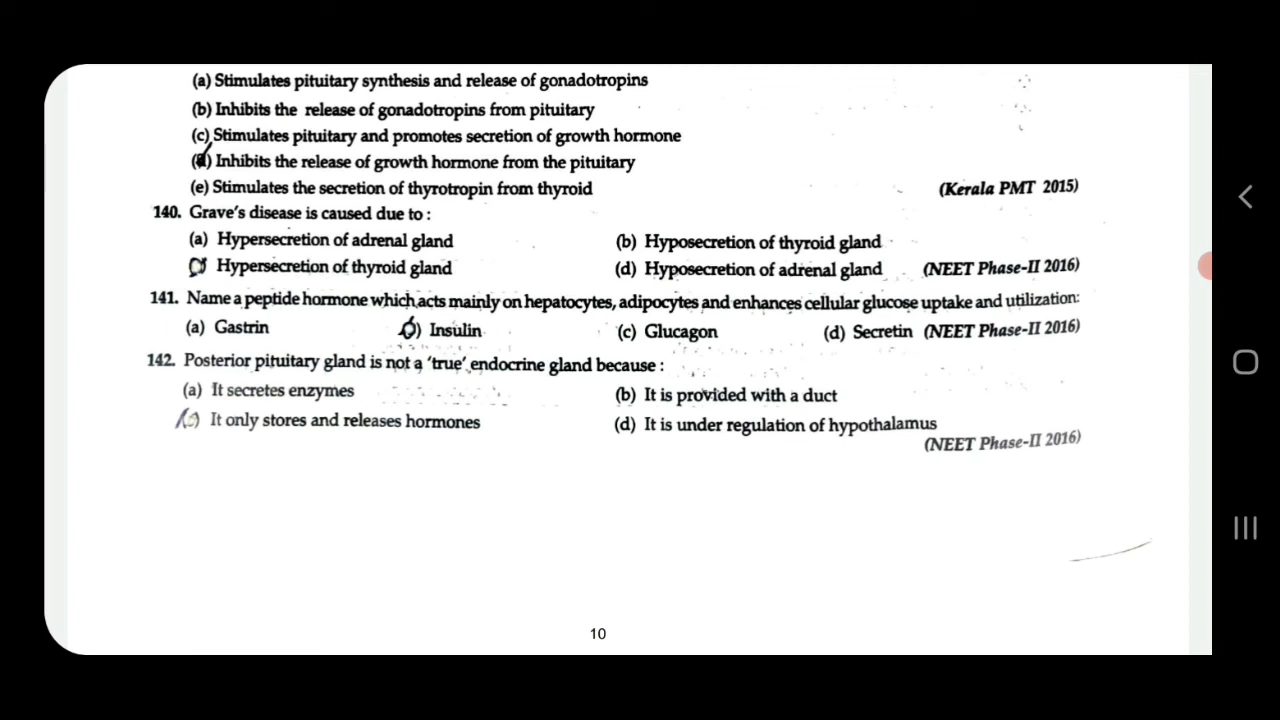 (a) Stimulates pituitary synthesis and release of gonadotropins
(b) Inhibits the release of gonadotropins from pituitary
(c) Stimulates pituitary and promotes secretion of growth hormone
(d) Inhibits the release of growth hormone from the pituitary
(e) Stimulates the secretion of thyrotropin from thyroid (Kerala PMT 2015)
140. Grave's disease is caused due to :
(a) Hypersecretion of adrenal gland (b) Hyposecretion of thyroid gland
Hypersecretion of thyroid gland (d) Hyposecretion of adrenal gland (NEET Phase-II 2016)
141. Name a peptide hormone which acts mainly on hepatocytes, adipocytes and enhances cellular glucose uptake and utilization:
(a) Gastrin Insulin (c) Glucagon (d) Secretin (NEET Phase-II 2016)
142. Posterior pituitary gland is not a 'true' endocrine gland because :
(a) It secretes enzymes (b) It is provided with a duct
It only stores and releases hormones (d) It is under regulation of hypothalamus
(NEET Phase-II 2016)
10